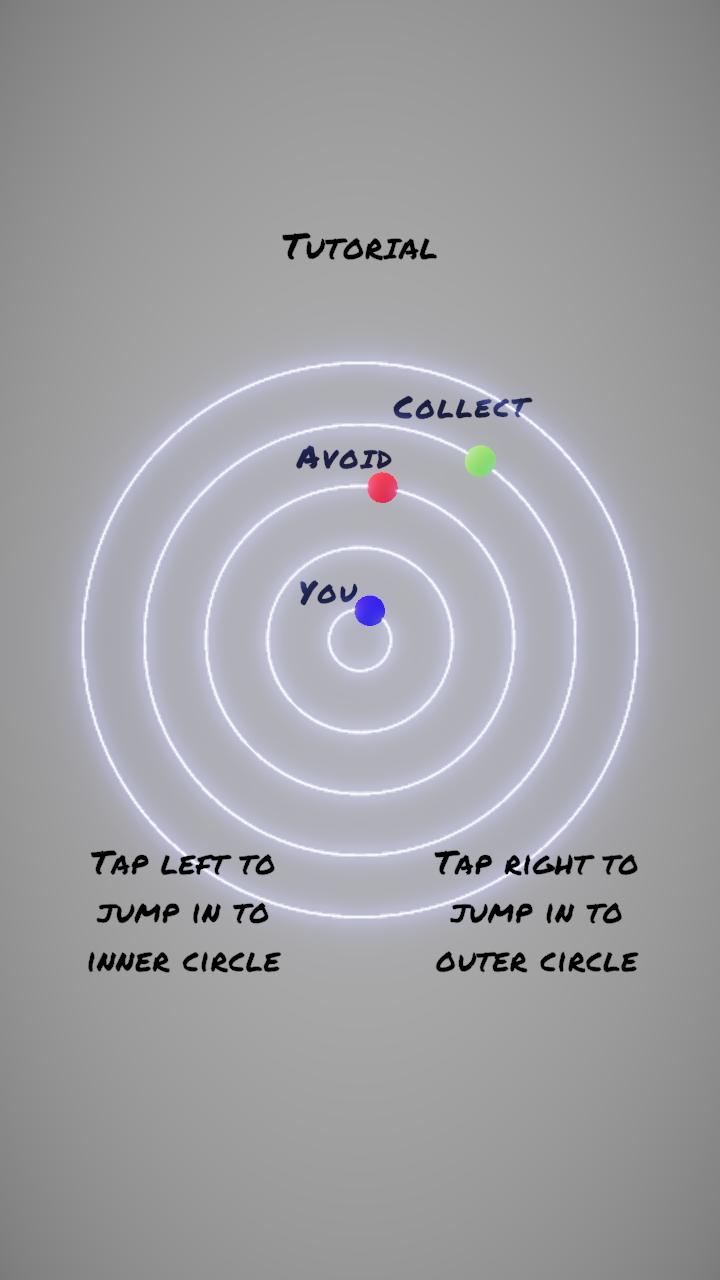 Tutorial
Collect
Avoid
You
Tap left to
jump in to
inner circle
Tap right to
jump in to
outer circle